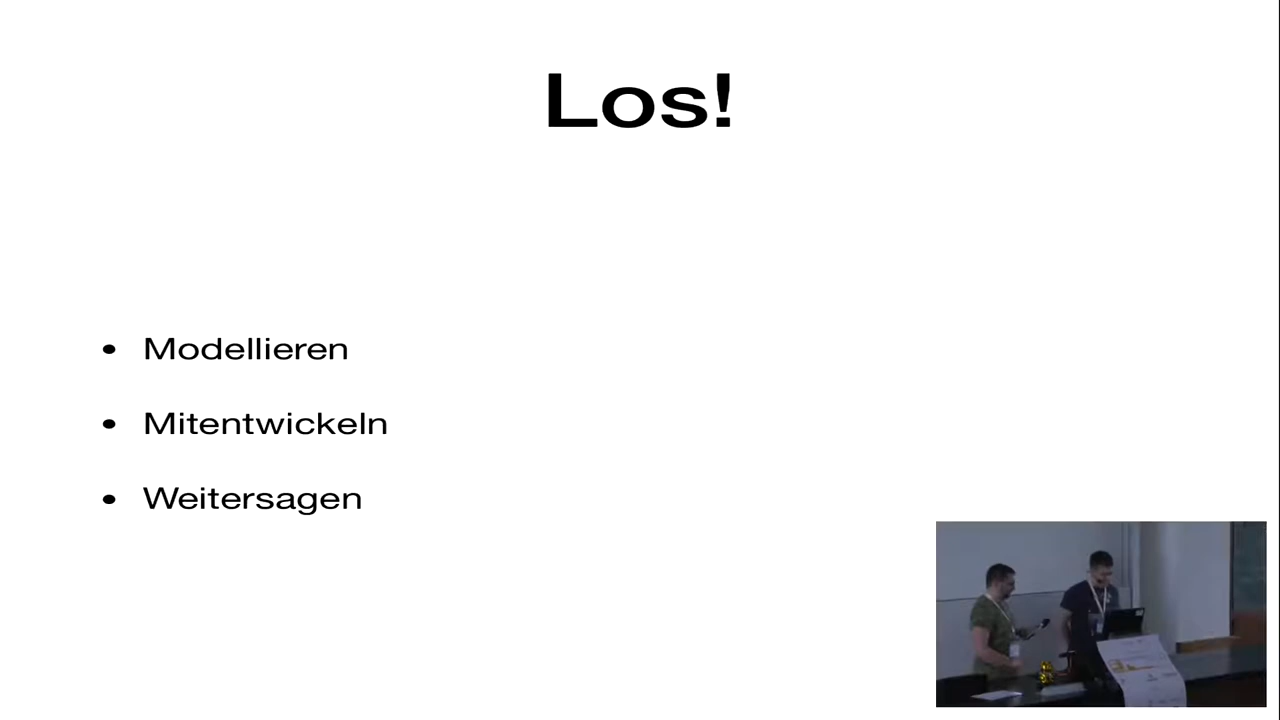 Los!
• Modellieren
• Mitentwickeln
• Weitersagen